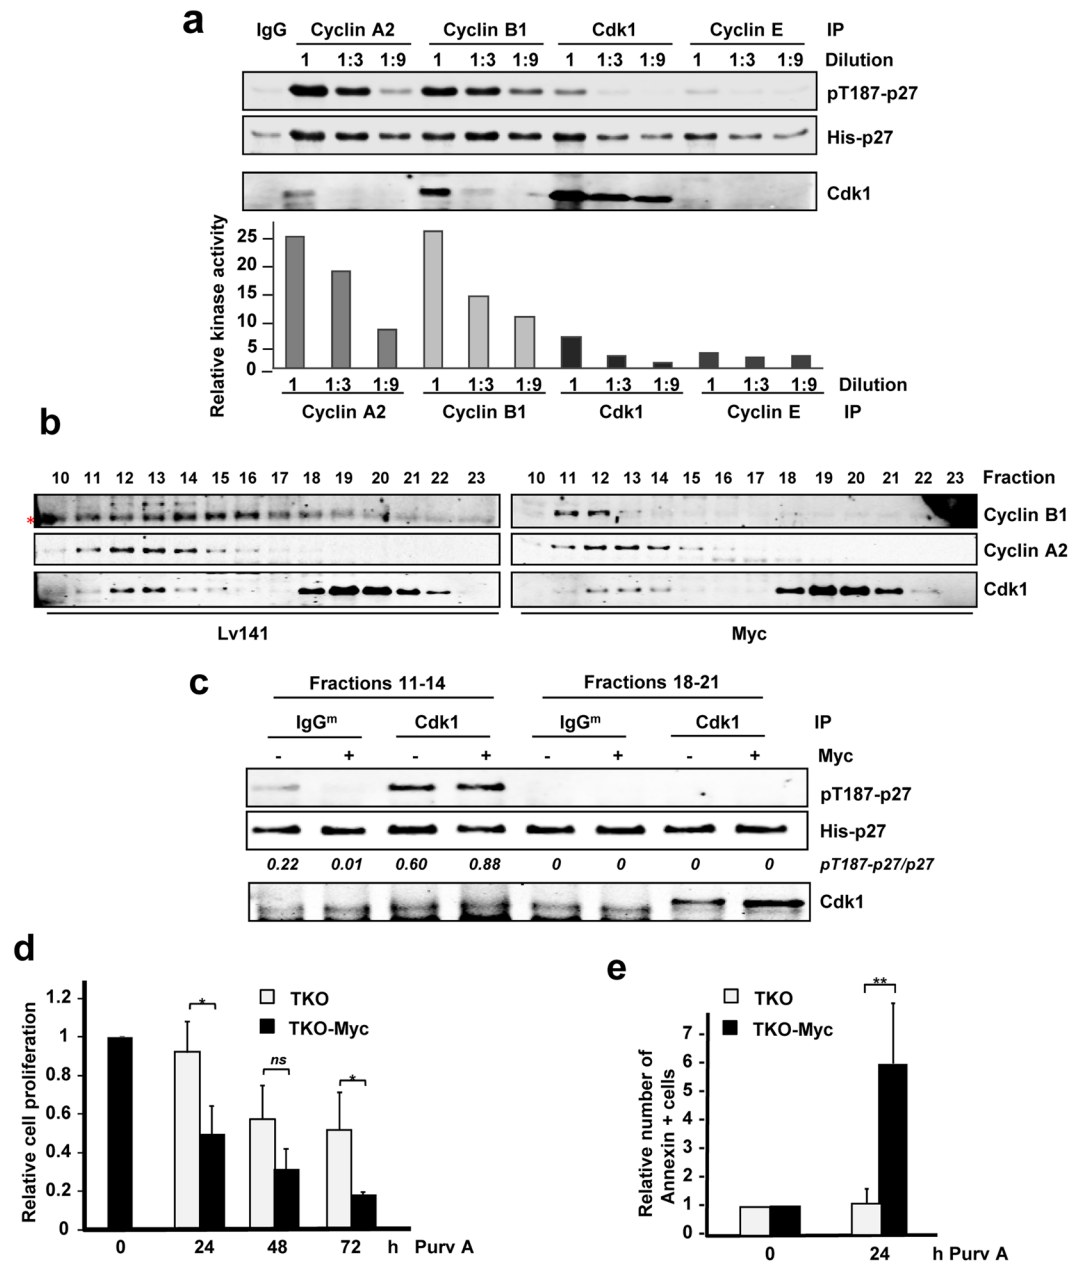 a
IgG Cyclin A2 Cyclin B1 Cdk1 Cyclin E IP
1 1:3 1:9 1 1:3 1:9 1 1:3 1:9 1 1:3 1:9 Dilution
pT187-p27
His-p27
Cdk1
Relative kinase activity
25
20
15
10
5
0
1 1:3 1:9 1 1:3 1:9 1 1:3 1:9 1 1:3 1:9 Dilution
Cyclin A2 Cyclin B1 Cdk1 Cyclin E IP
b
10 11 12 13 14 15 16 17 18 19 20 21 22 23 10 11 12 13 14 15 16 17 18 19 20 21 22 23 Fraction
* Cyclin B1
Cyclin A2
Cdk1
Lv141 Myc
c
Fractions 11-14 Fractions 18-21
IgGᵐ Cdk1 IgGᵐ Cdk1 IP
- + - + - + - + Myc
pT187-p27
His-p27
0.22 0.01 0.60 0.88 0 0 0 0 pT187-p27/p27
Cdk1
d
Relative cell proliferation
1.2
1
0.8
0.6
0.4
0.2
0
TKO
TKO-Myc
* ns *
0 24 48 72 h Purv A
e
Relative number of
Annexin + cells
7
6
5
4
3
2
1
0
TKO
TKO-Myc
**
0 24 h Purv A